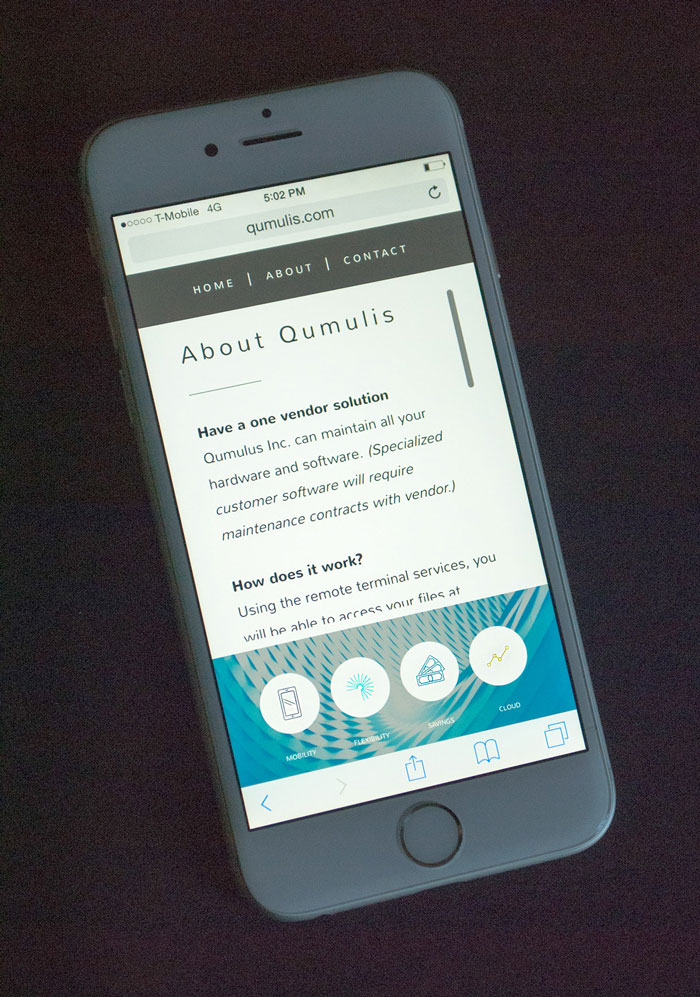 T-Mobile 4G 5:02 PM
qumulis.com
HOME | ABOUT | CONTACT
About Qumulis
Have a one vendor solution
Qumulus Inc. can maintain all your
hardware and software. (Specialized
customer software will require
maintenance contracts with vendor.)
How does it work?
Using the remote terminal services, you
will be able to access your files at
MOBILITY FLEXIBILITY SAVINGS CLOUD